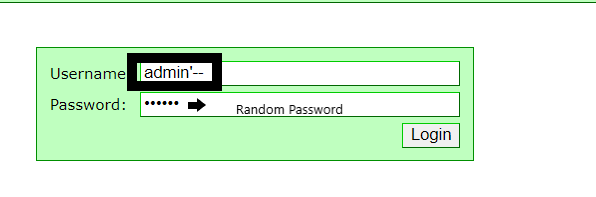 Username admin'--
Password: •••••• Random Password
Login